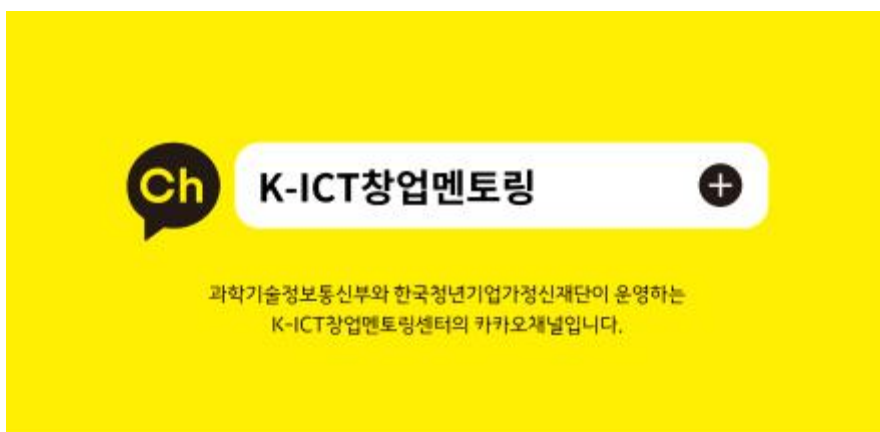 Ch
K-ICT창업멘토링
과학기술정보통신부와 한국청년기업가정신재단이 운영하는
K-ICT창업멘토링센터의 카카오채널입니다.